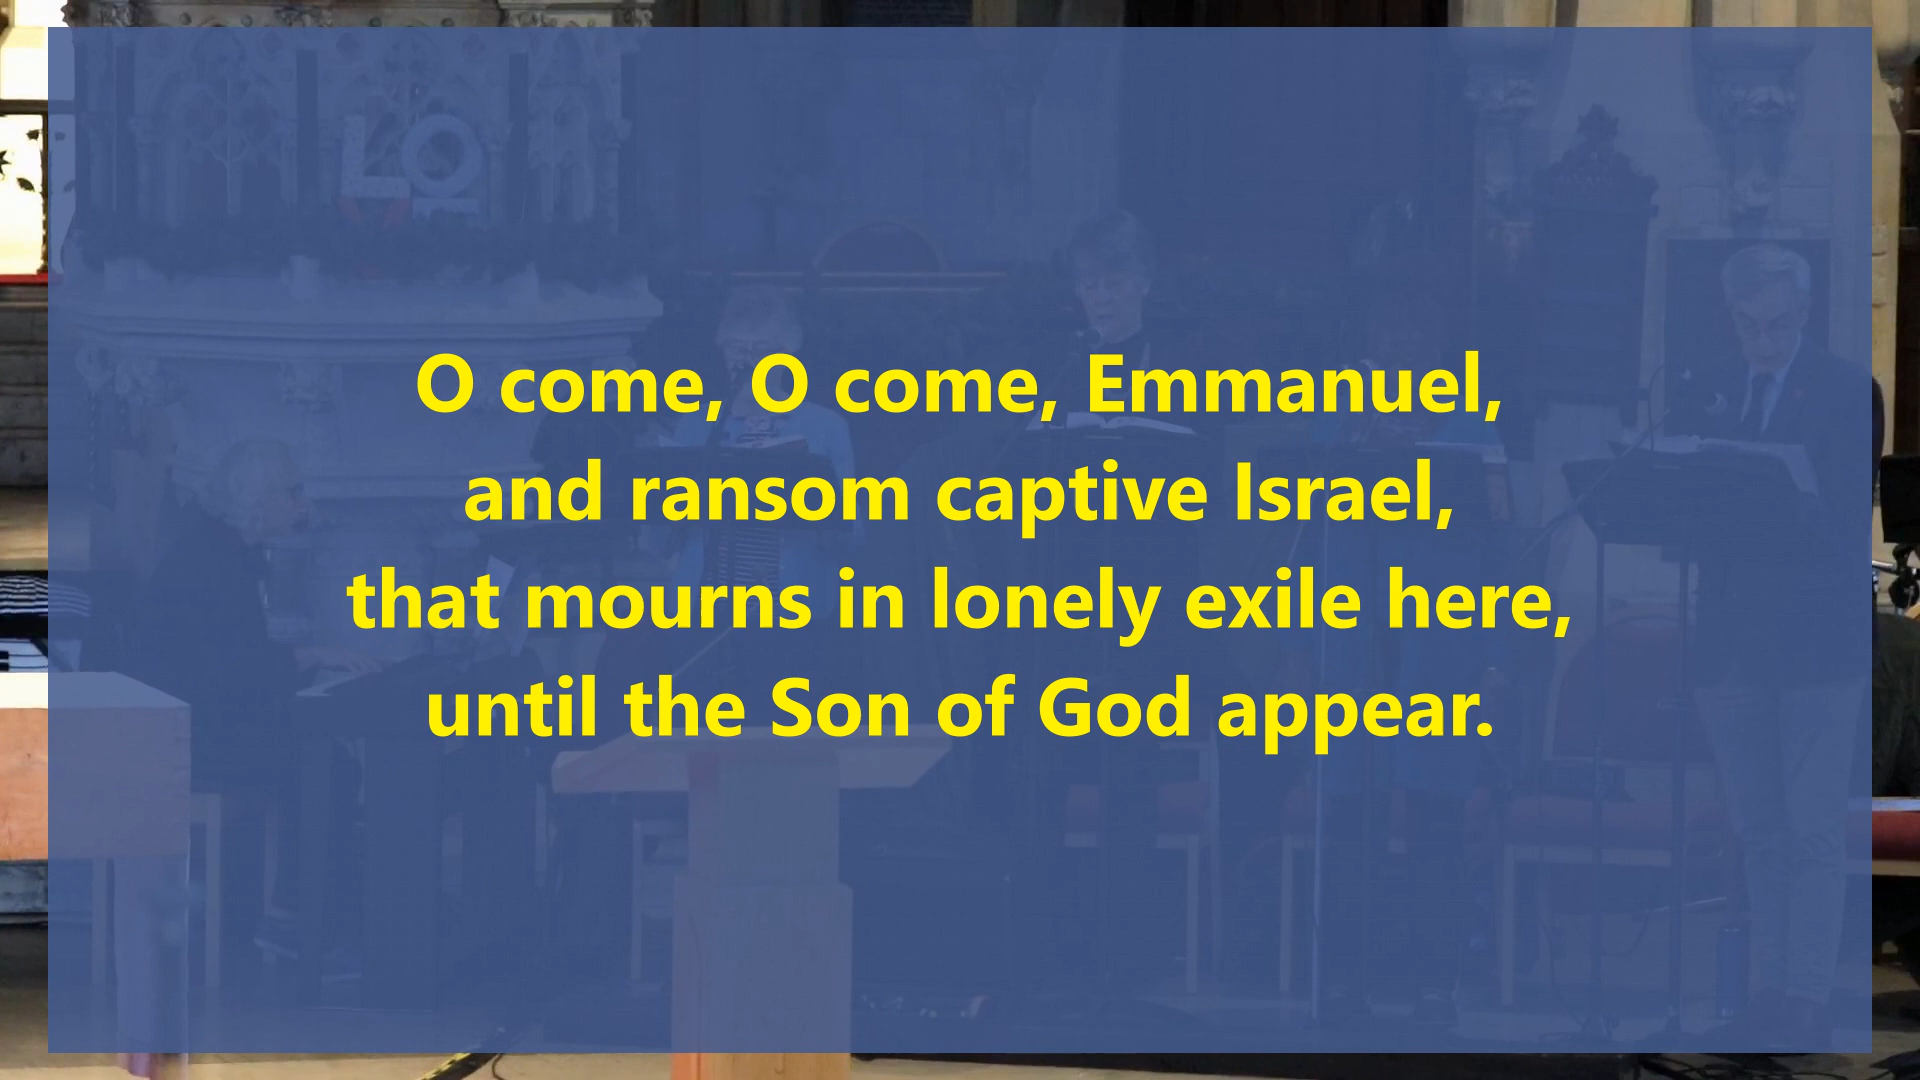 LO
O come, O come, Emmanuel,
and ransom captive Israel,
that mourns in lonely exile here,
until the Son of God appear.